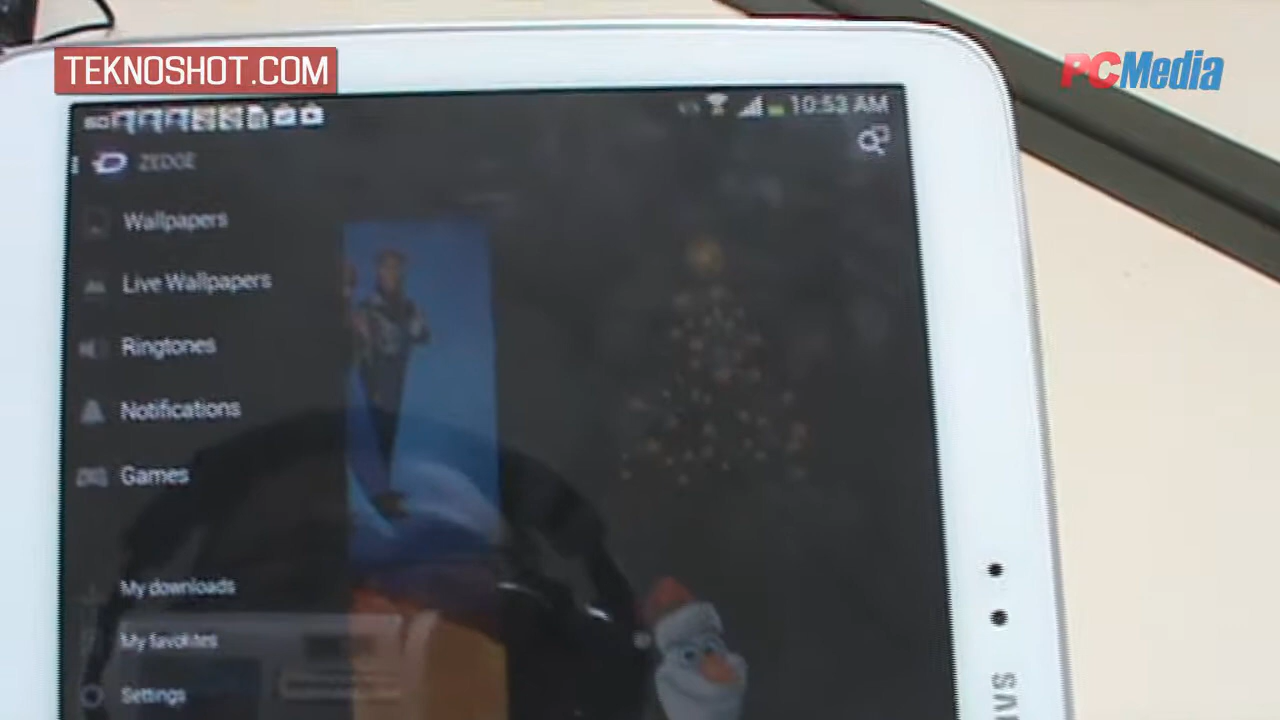 TEKNOSHOT.COM
PCMedia
10:53 AM
ZEDGE
Wallpapers
Live Wallpapers
Ringtones
Notifications
Games
My downloads
My favorites
Settings